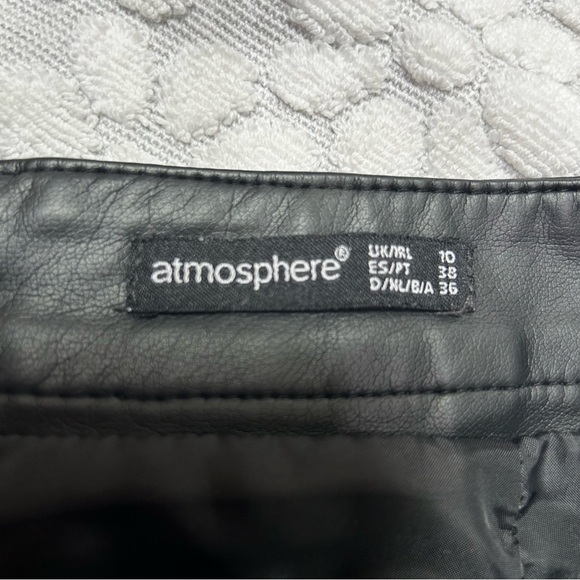 atmosphere®
UK/IRL 10
ES/PT 38
D/NL/B/A 36